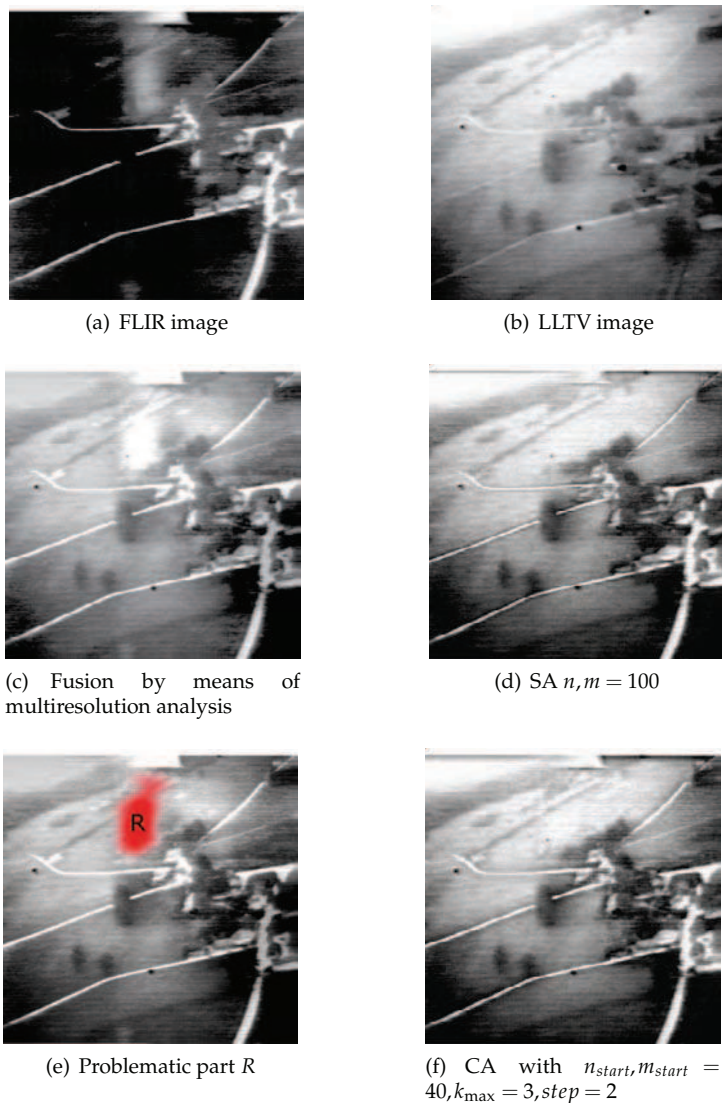 (a) FLIR image
(b) LLTV image
(c) Fusion by means of
multiresolution analysis
(d) SA n, m = 100
R
(e) Problematic part R
(f) CA with n_start, m_start =
40, k_max = 3, step = 2